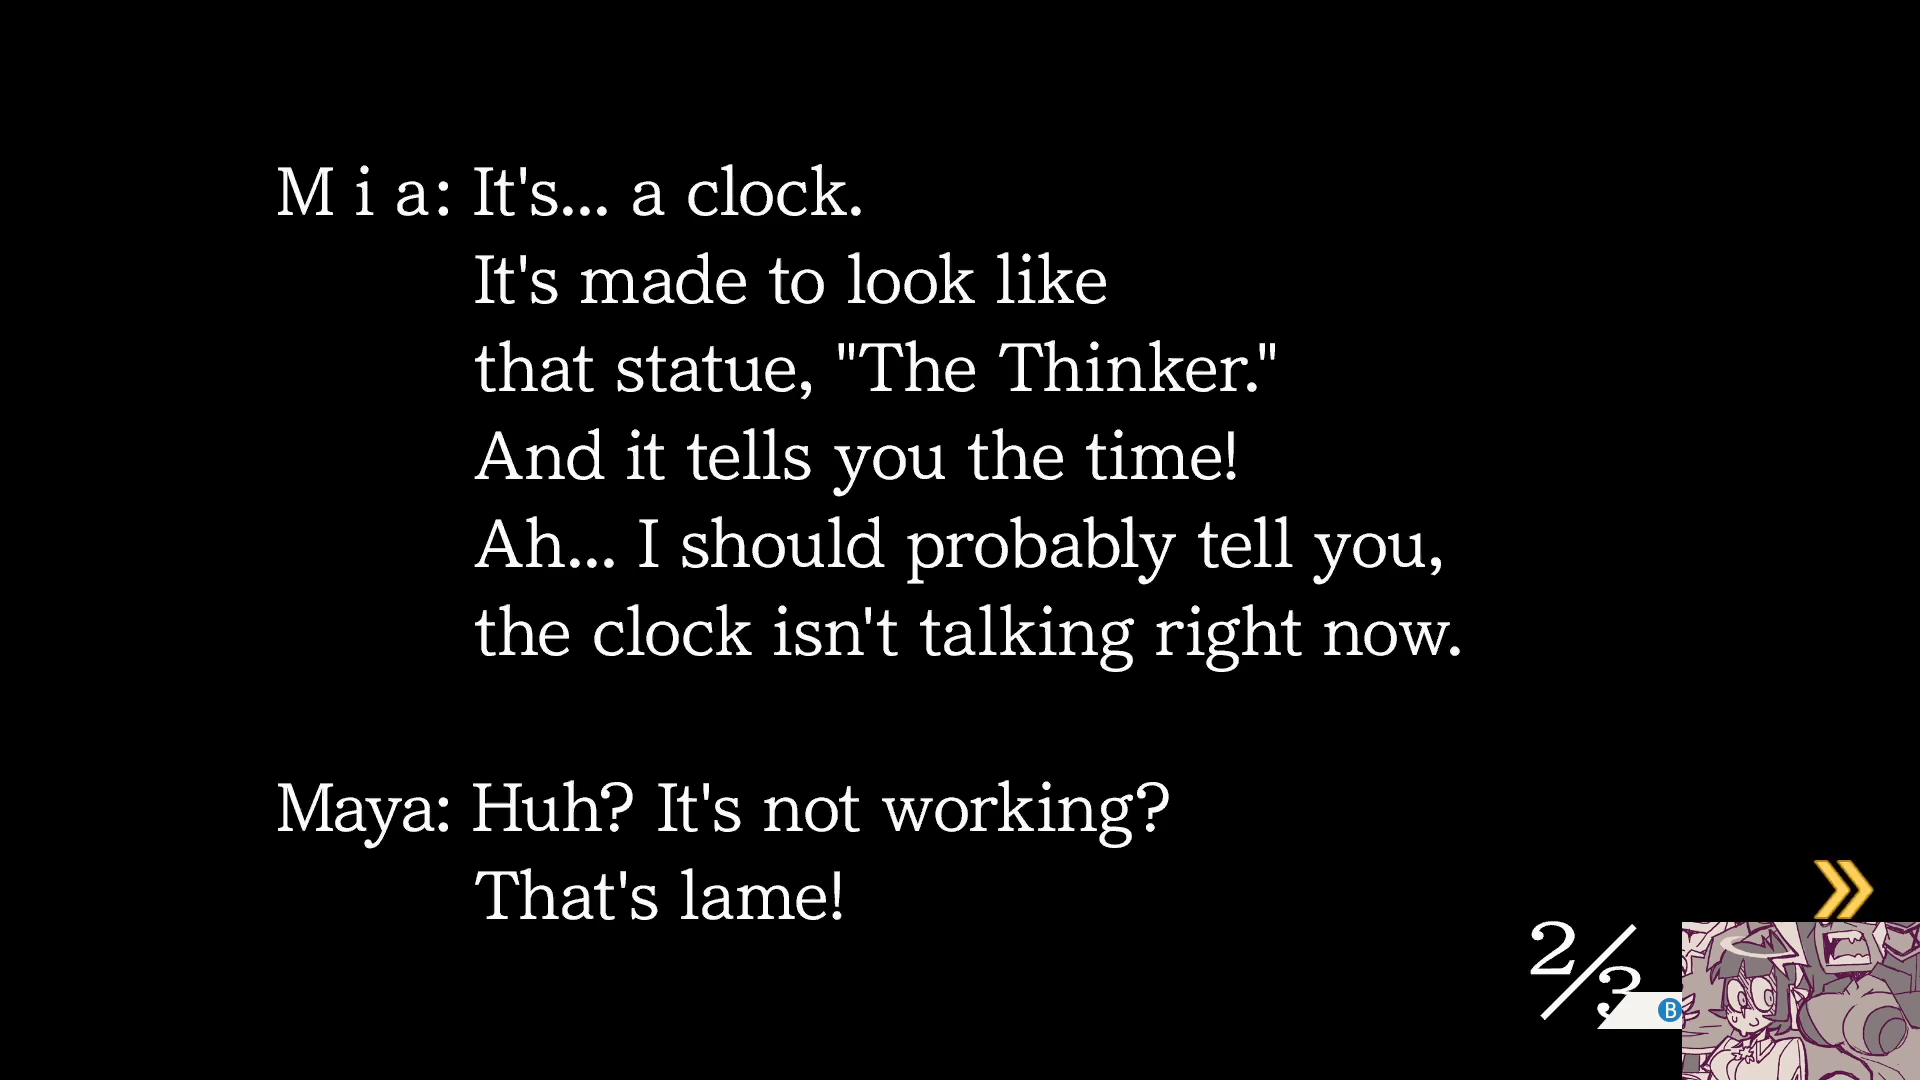 M i a: It's... a clock.
It's made to look like
that statue, "The Thinker."
And it tells you the time!
Ah... I should probably tell you,
the clock isn't talking right now.
Maya: Huh? It's not working?
That's lame!
2/3
B